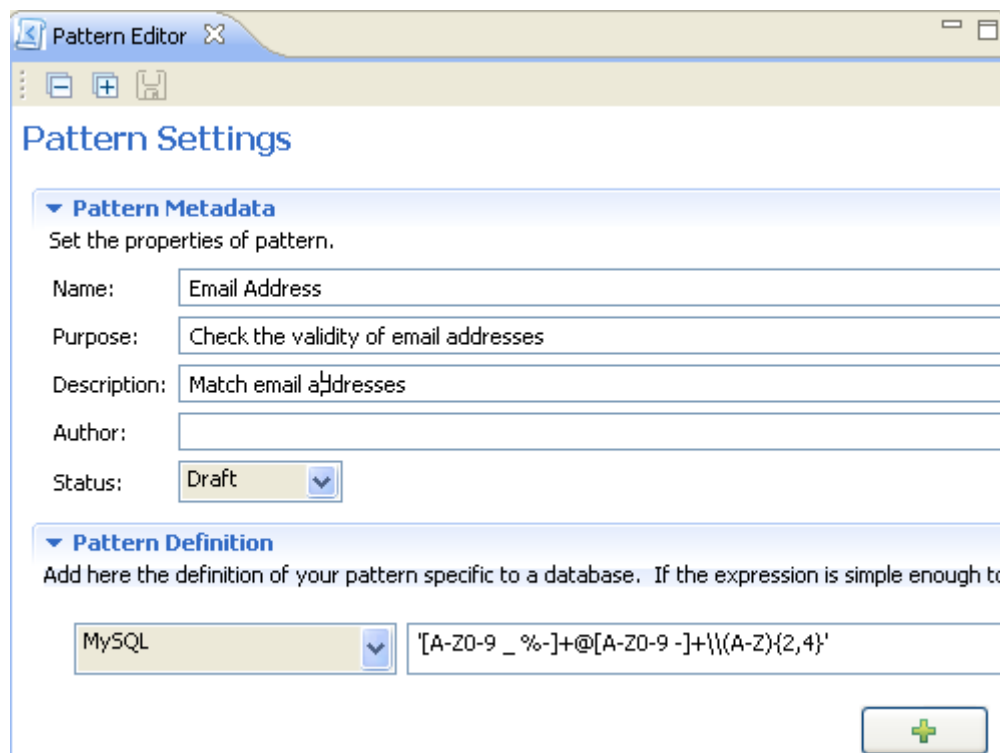 Pattern Editor
Pattern Settings
Pattern Metadata
Set the properties of pattern.
Name: Email Address
Purpose: Check the validity of email addresses
Description: Match email addresses
Author:
Status: Draft
Pattern Definition
Add here the definition of your pattern specific to a database. If the expression is simple enough to
MySQL '[A-Z0-9 _ %-]+@[A-Z0-9 -]+\\(A-Z){2,4}'